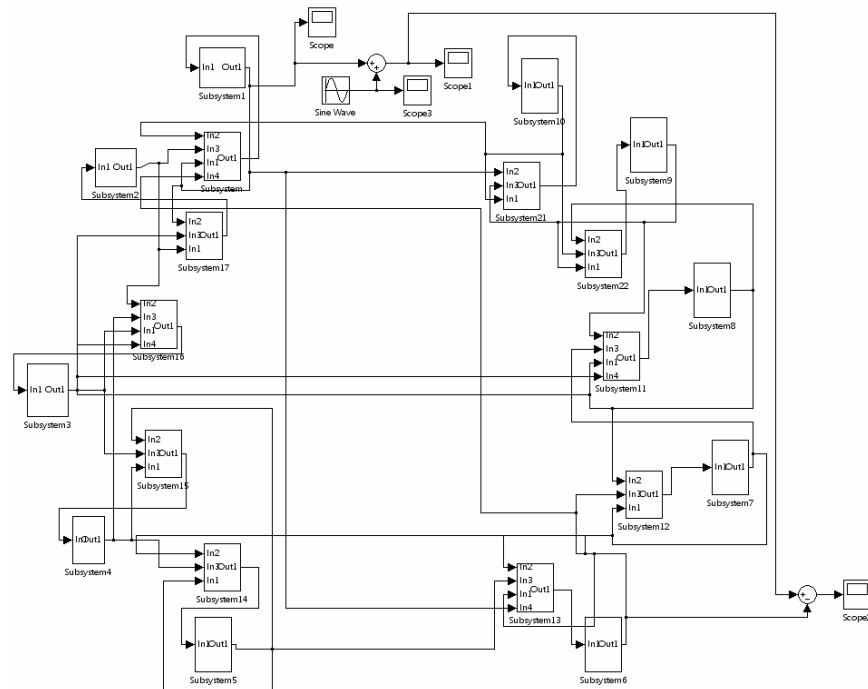 Scope
In1 Out1
Subsystem1
Sine Wave
Scope3
Scope1
In1Out1
Subsystem10
In1Out1
Subsystem9
In2
In3
In1
In4
Out1
Subsystem
In1 Out1
Subsystem2
In2
In3Out1
In1
Subsystem21
In2
In3Out1
In1
Subsystem17
In2
In3Out1
In1
Subsystem22
In1Out1
Subsystem8
In2
In3
In1
In4
Out1
Subsystem16
In2
In3
In1
In4
Out1
Subsystem11
In1 Out1
Subsystem3
In2
In3Out1
In1
Subsystem15
In1Out1
Subsystem7
In2
In3Out1
In1
Subsystem12
Out1
Subsystem4
In2
In3Out1
In1
Subsystem14
In2
In3
In1
In4
Out1
Subsystem13
In1Out1
Subsystem5
In1Out1
Subsystem6